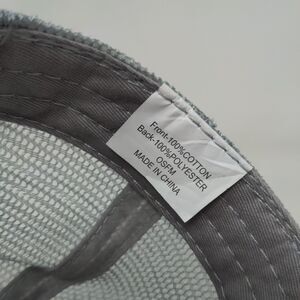 Front-100%COTTON
Back-100%POLYESTER
OSFM
MADE IN CHINA